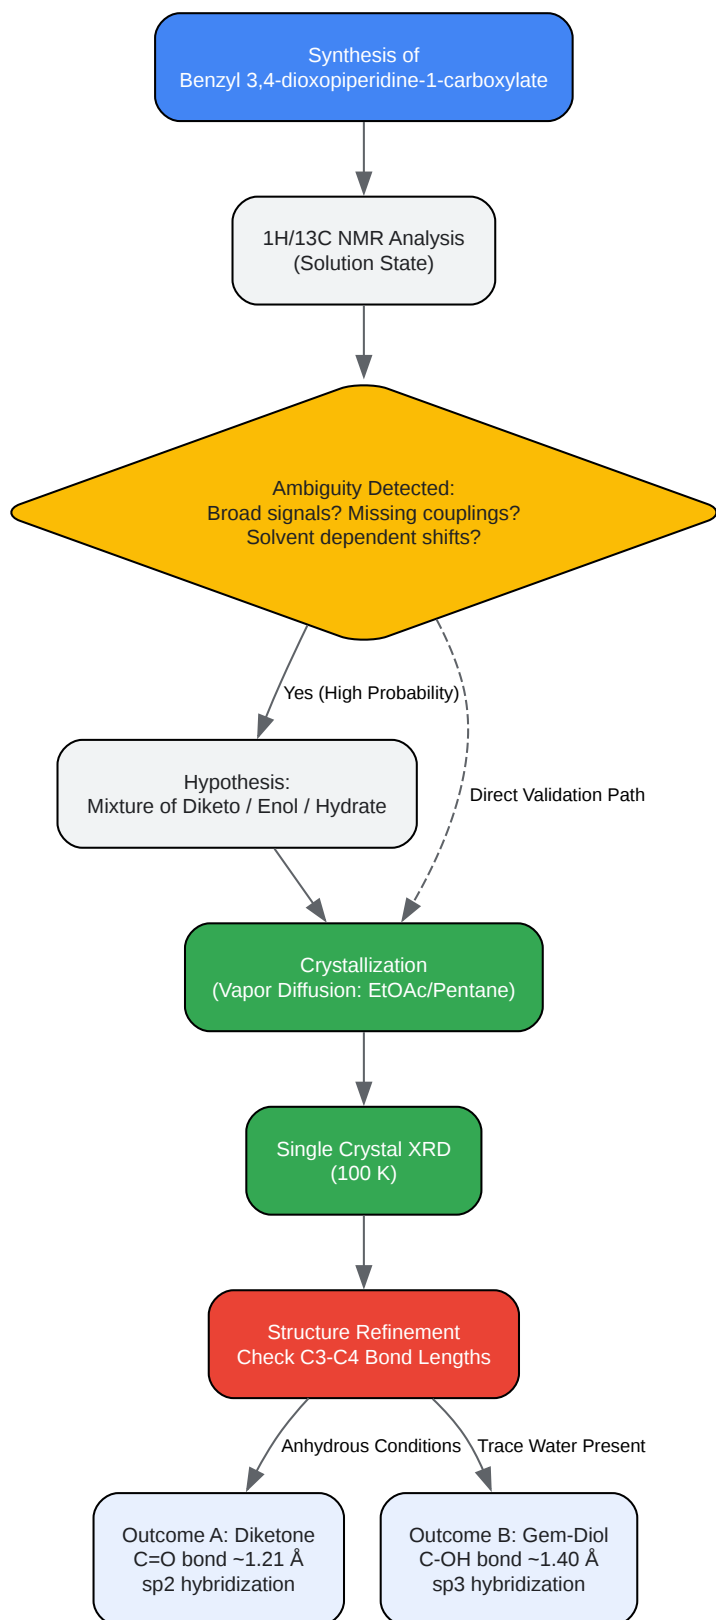 Synthesis of
Benzyl 3,4-dioxopiperidine-1-carboxylate
1H/13C NMR Analysis
(Solution State)
Ambiguity Detected:
Broad signals? Missing couplings?
Solvent dependent shifts?
Yes (High Probability)
Hypothesis:
Mixture of Diketo / Enol / Hydrate
Direct Validation Path
Crystallization
(Vapor Diffusion: EtOAc/Pentane)
Single Crystal XRD
(100 K)
Structure Refinement
Check C3-C4 Bond Lengths
Anhydrous Conditions
Trace Water Present
Outcome A: Diketone
C=O bond ~1.21 Å
sp2 hybridization
Outcome B: Gem-Diol
C-OH bond ~1.40 Å
sp3 hybridization